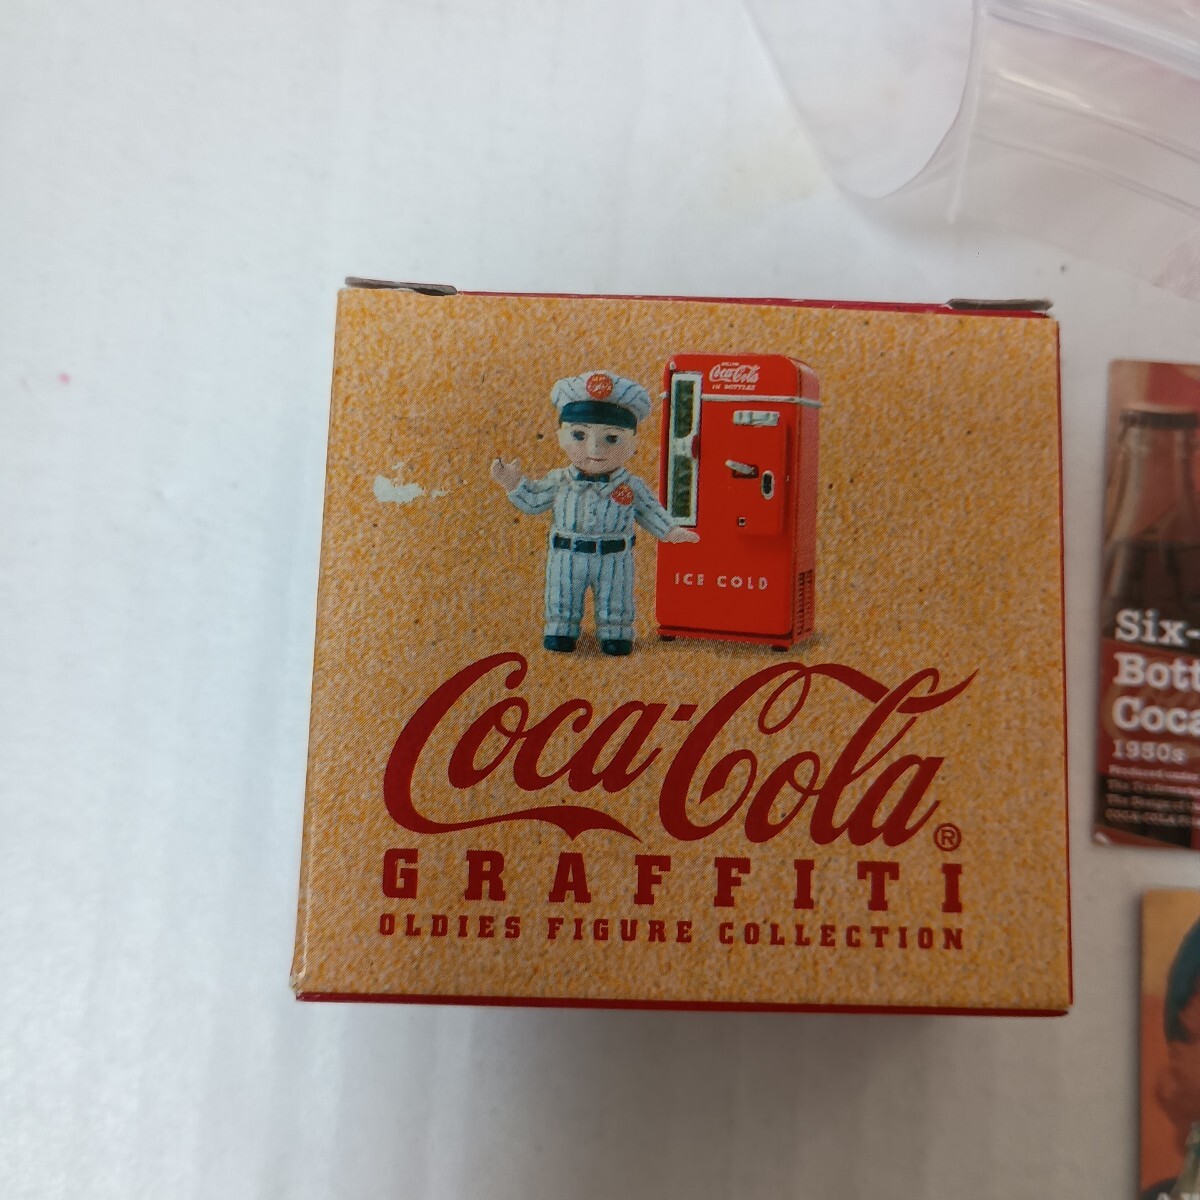 Coca-Cola
IN BOTTLES
ICE COLD
Coca-Cola®
GRAFFITI
OLDIES FIGURE COLLECTION
Six-
Bott
Coca
1950s